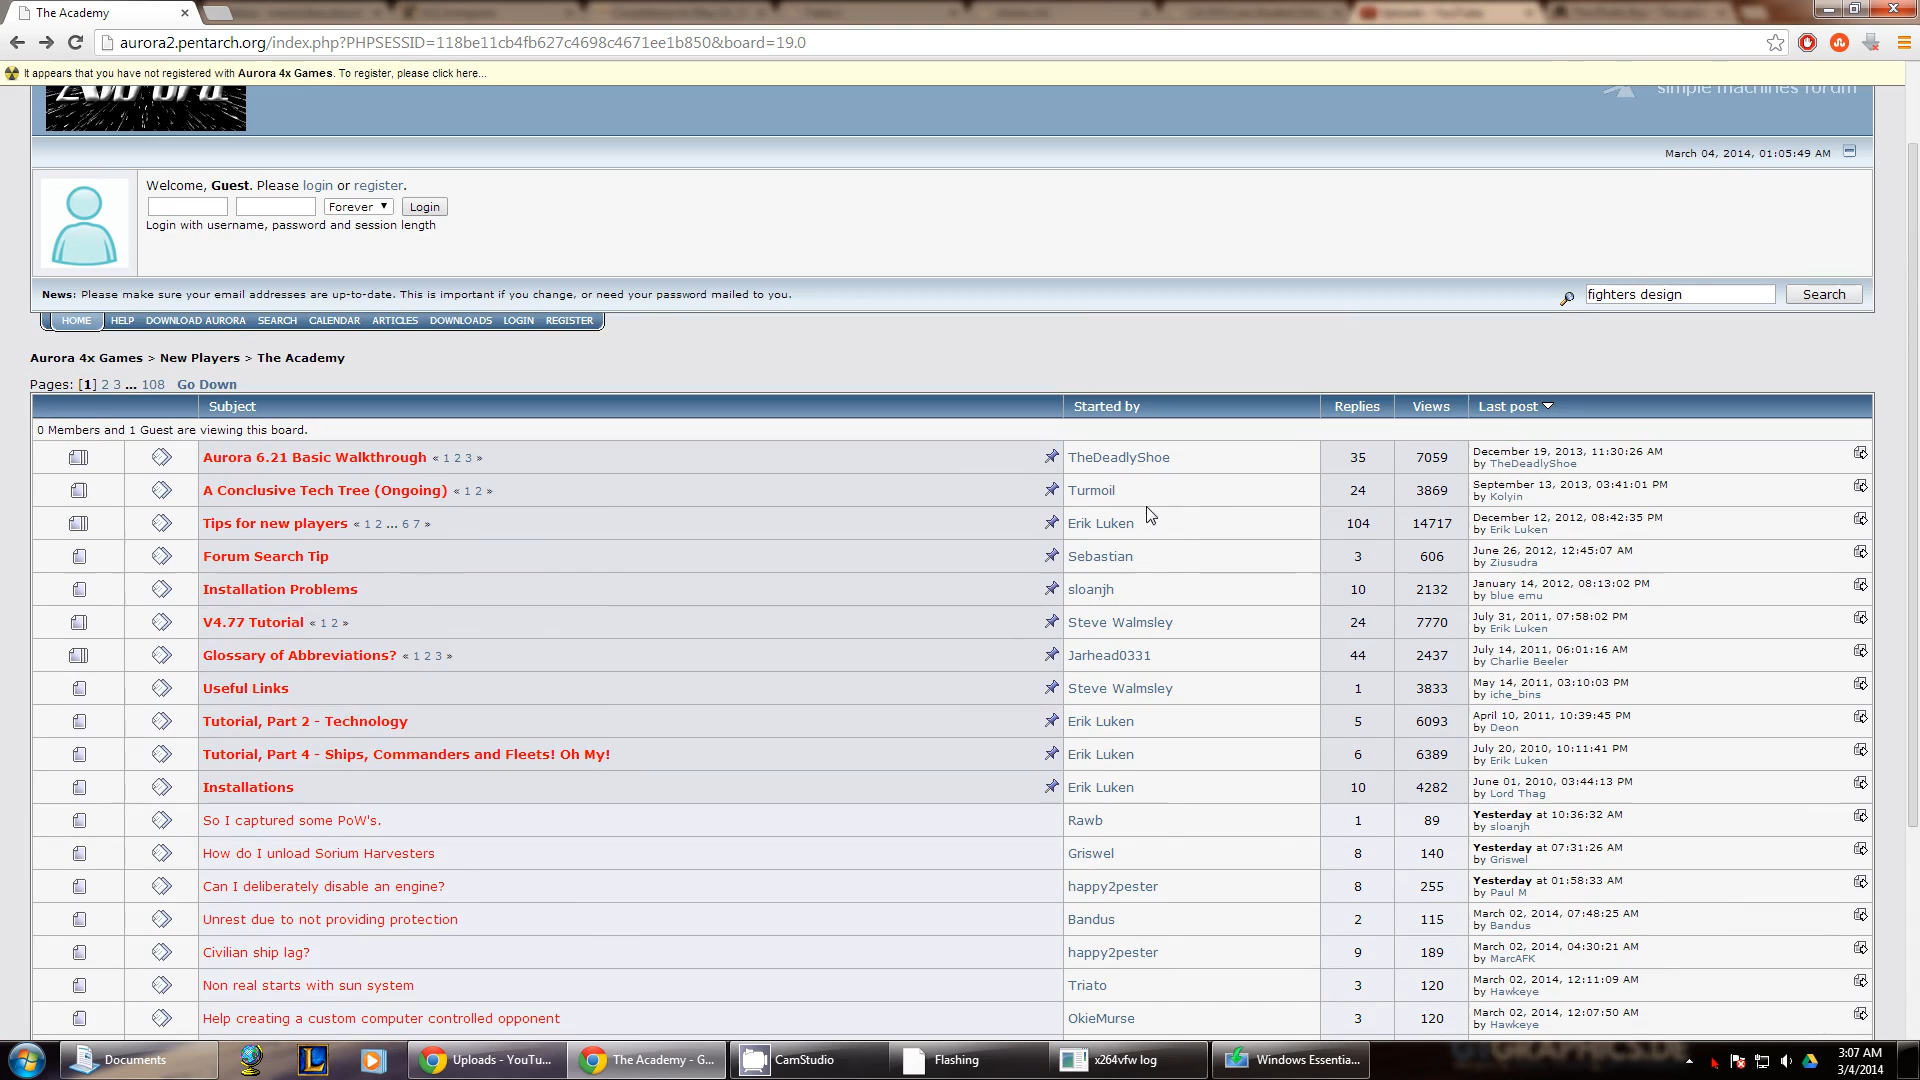 The Academy
aurora2.pentarch.org/index.php?PHPSESSID=118be11cb4fb627c4698c4671ee1b850&board=19.0
It appears that you have not registered with Aurora 4x Games. To register, please click here...
Aurora
simple machines forum
March 04, 2014, 01:05:49 AM
Welcome, Guest. Please login or register.
Forever Login
Login with username, password and session length
News: Please make sure your email addresses are up-to-date. This is important if you change, or need your password mailed to you.
fighters design Search
HOME HELP DOWNLOAD AURORA SEARCH CALENDAR ARTICLES DOWNLOADS LOGIN REGISTER
Aurora 4x Games > New Players > The Academy
Pages: [1] 2 3 ... 108 Go Down
Subject Started by Replies Views Last post
0 Members and 1 Guest are viewing this board.
Aurora 6.21 Basic Walkthrough « 1 2 3 » TheDeadlyShoe 35 7059 December 19, 2013, 11:30:26 AM
by TheDeadlyShoe
A Conclusive Tech Tree (Ongoing) « 1 2 » Turmoil 24 3869 September 13, 2013, 03:41:01 PM
by Kolyin
Tips for new players « 1 2 ... 6 7 » Erik Luken 104 14717 December 12, 2012, 08:42:35 PM
by Erik Luken
Forum Search Tip Sebastian 3 606 June 26, 2012, 12:45:07 AM
by Ziusudra
Installation Problems sloanjh 10 2132 January 14, 2012, 08:13:02 PM
by blue emu
V4.77 Tutorial « 1 2 » Steve Walmsley 24 7770 July 31, 2011, 07:58:02 PM
by Erik Luken
Glossary of Abbreviations? « 1 2 3 » Jarhead0331 44 2437 July 14, 2011, 06:01:16 AM
by Charlie Beeler
Useful Links Steve Walmsley 1 3833 May 14, 2011, 03:10:03 PM
by iche_bins
Tutorial, Part 2 - Technology Erik Luken 5 6093 April 10, 2011, 10:39:45 PM
by Deon
Tutorial, Part 4 - Ships, Commanders and Fleets! Oh My! Erik Luken 6 6389 July 20, 2010, 10:11:41 PM
by Erik Luken
Installations Erik Luken 10 4282 June 01, 2010, 03:44:13 PM
by Lord Thag
So I captured some PoW's. Rawb 1 89 Yesterday at 10:36:32 AM
by sloanjh
How do I unload Sorium Harvesters Griswel 8 140 Yesterday at 07:31:26 AM
by Griswel
Can I deliberately disable an engine? happy2pester 8 255 Yesterday at 01:58:33 AM
by Paul M
Unrest due to not providing protection Bandus 2 115 March 02, 2014, 07:48:25 AM
by Bandus
Civilian ship lag? happy2pester 9 189 March 02, 2014, 04:30:21 AM
by MarcAFK
Non real starts with sun system Triato 3 120 March 02, 2014, 12:11:09 AM
by Hawkeye
Help creating a custom computer controlled opponent OkieMurse 3 120 March 02, 2014, 12:07:50 AM
by Hawkeye
Documents L Uploads - YouTu... The Academy - G... CamStudio Flashing x264vfw log Windows Essentia... 3:07 AM
3/4/2014